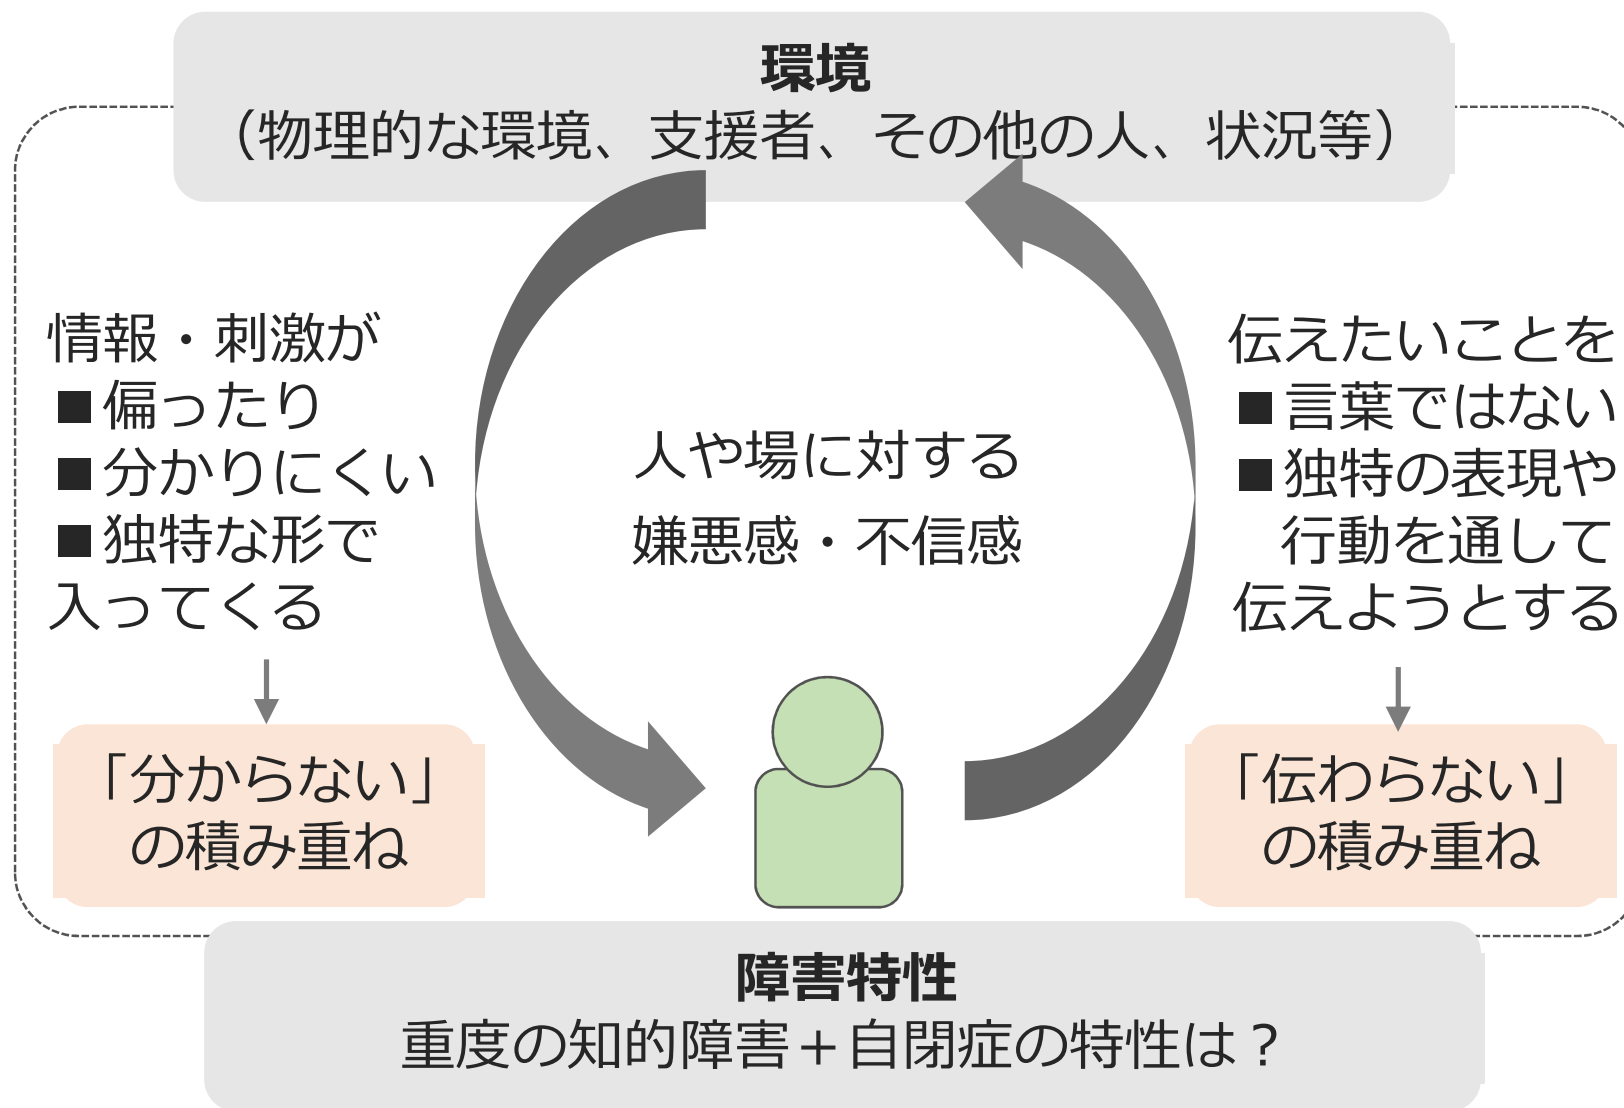 環境
（物理的な環境、支援者、その他の人、状況等）
情報・刺激が
■偏ったり
■分かりにくい
■独特な形で
入ってくる
「分からない」
の積み重ね
人や場に対する
嫌悪感・不信感
伝えたいことを
■言葉ではない
■独特の表現や
行動を通して
伝えようとする
「伝わらない」
の積み重ね
障害特性
重度の知的障害＋自閉症の特性は？